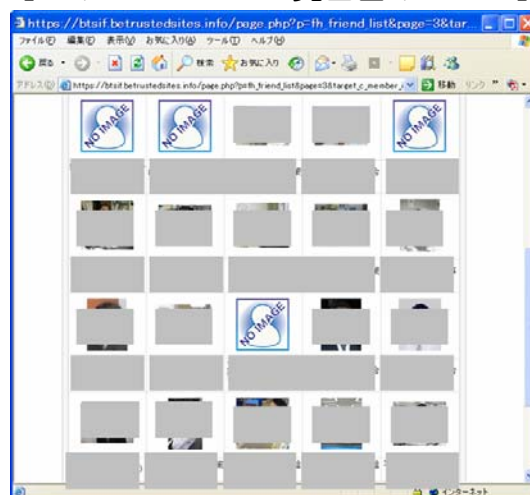 https://btsif.betrustedsites.info/page.php?p=fh_friend_list&page=3&tar...
ファイル(F) 編集(E) 表示(V) お気に入り(A) ツール(T) ヘルプ(H)
戻る 検索 お気に入り
アドレス(D) https://btsif.betrustedsites.info/page.php?p=fh_friend_list&page=3&target_c_member_ 移動 リンク »
NO IMAGE NO IMAGE NO IMAGE
NO IMAGE
インターネット